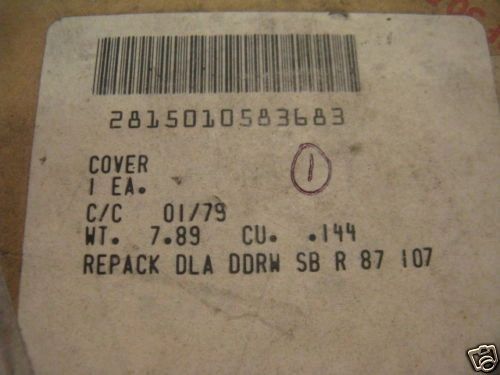 2815010583683
COVER
1 EA.
1
C/C 01/79
WT. 7.89 CU. .144
REPACK DLA DDRW SB R 87 107